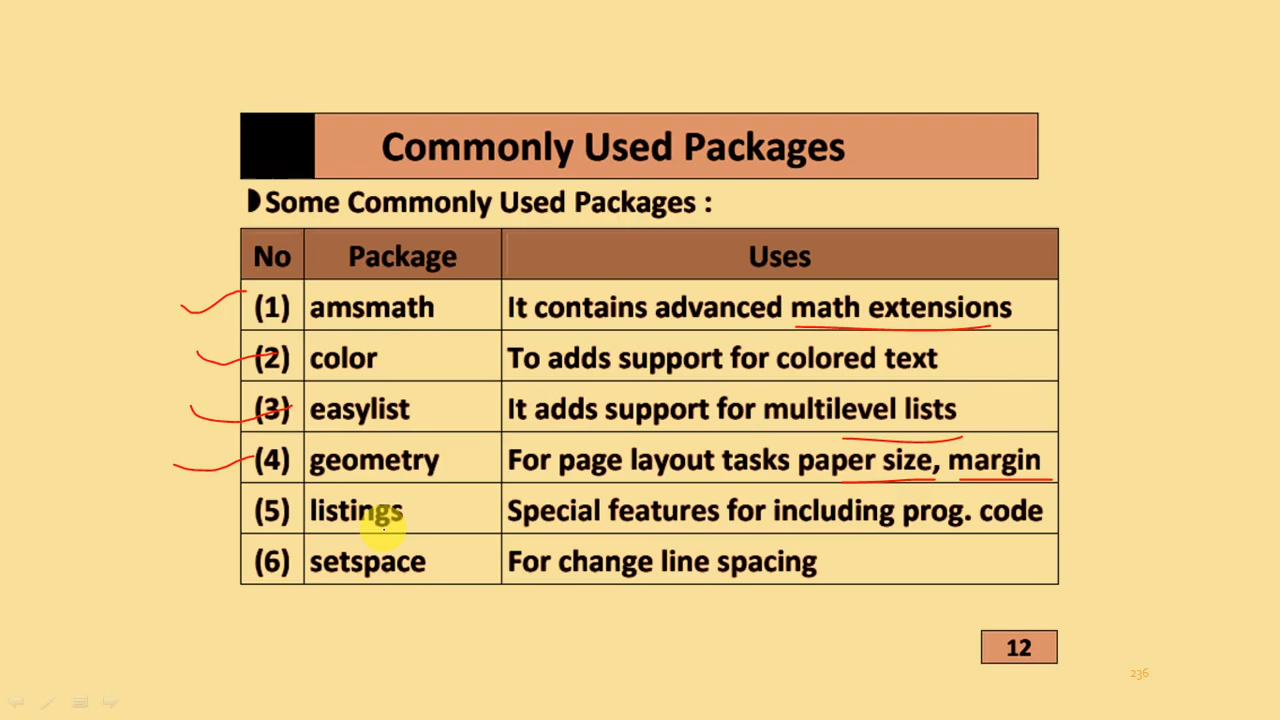 Commonly Used Packages
Some Commonly Used Packages :
No Package Uses
(1) amsmath It contains advanced math extensions
(2) color To adds support for colored text
(3) easylist It adds support for multilevel lists
(4) geometry For page layout tasks paper size, margin
(5) listings Special features for including prog. code
(6) setspace For change line spacing
12
236